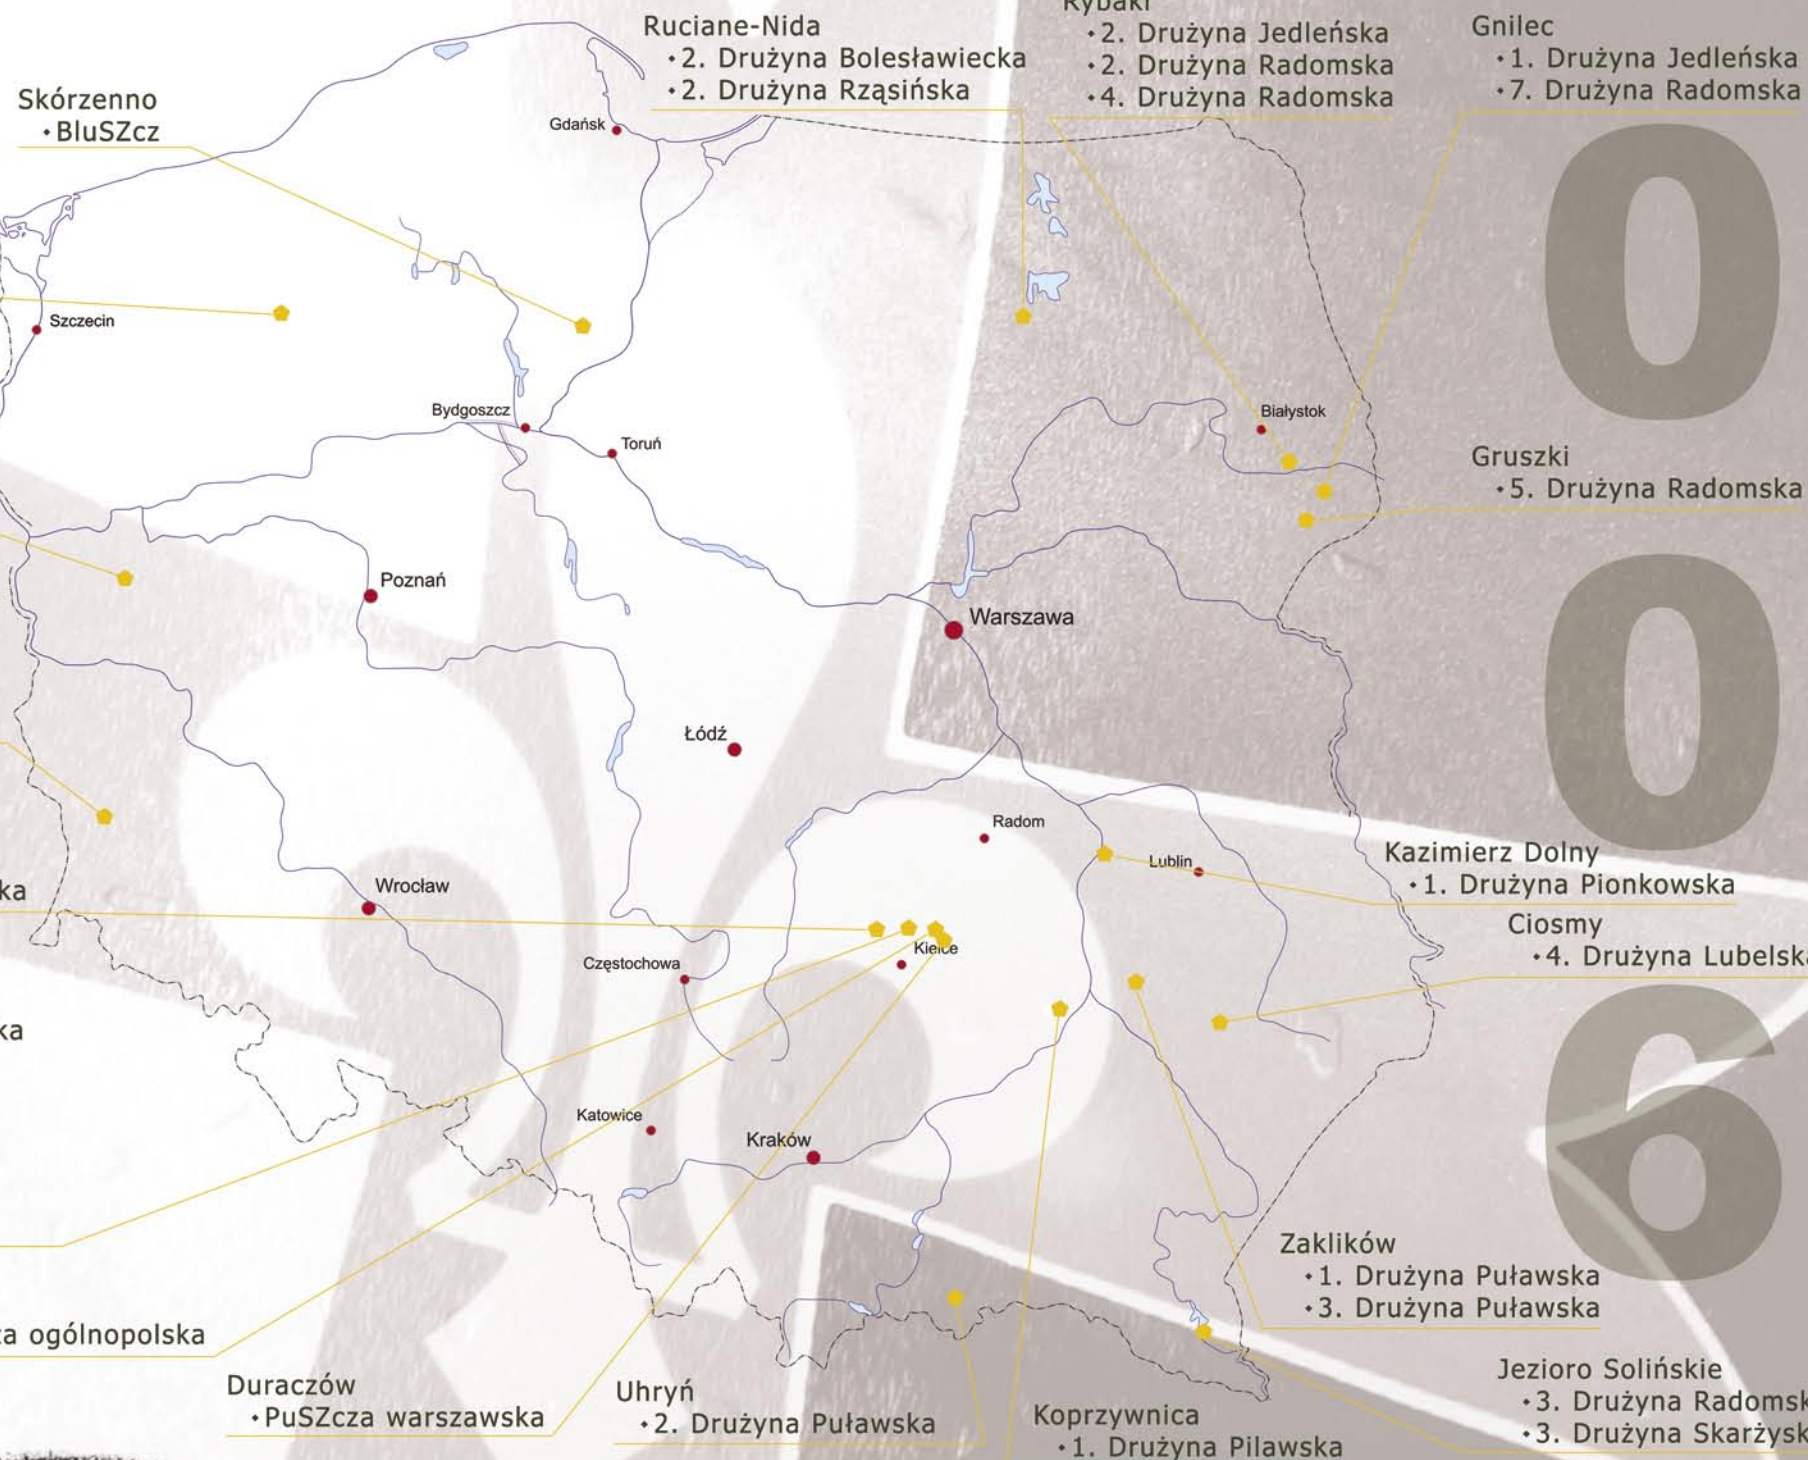 Ruciane-Nida
•2. Drużyna Bolesławiecka
•2. Drużyna Rząsińska
Rybaki
•2. Drużyna Jedleńska
•2. Drużyna Radomska
•4. Drużyna Radomska
Gnilec
•1. Drużyna Jedleńska
•7. Drużyna Radomska
Skórzenno
•BluSZcz
Gdańsk
Szczecin
Bydgoszcz
Toruń
Białystok
Gruszki
•5. Drużyna Radomska
Poznań
Warszawa
Łódź
Radom
Lublin
Kazimierz Dolny
•1. Drużyna Pionkowska
Wrocław
ka
Ciosmy
•4. Drużyna Lubelska
Kielce
Częstochowa
ka
Katowice
Kraków
0
0
6
Zaklików
•1. Drużyna Puławska
•3. Drużyna Puławska
za ogólnopolska
Duraczów
•PuSZcza warszawska
Uhryń
•2. Drużyna Puławska
Koprzywnica
•1. Drużyna Pilawska
Jezioro Solińskie
•3. Drużyna Radomsk
•3. Drużyna Skarżysk